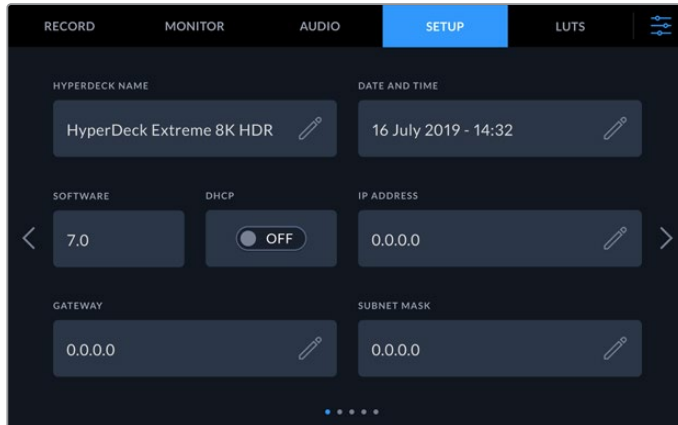 RECORD MONITOR AUDIO SETUP LUTS
HYPERDECK NAME DATE AND TIME
HyperDeck Extreme 8K HDR 16 July 2019 - 14:32
SOFTWARE DHCP IP ADDRESS
7.0 OFF 0.0.0.0
GATEWAY SUBNET MASK
0.0.0.0 0.0.0.0